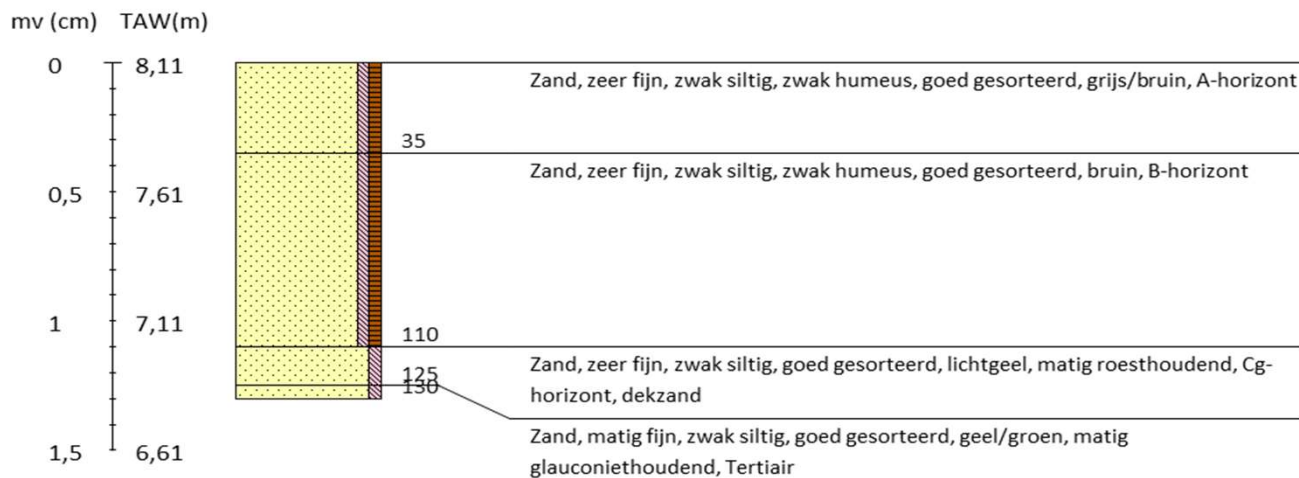 mv (cm) TAW(m)
0 8,11
Zand, zeer fijn, zwak siltig, zwak humeus, goed gesorteerd, grijs/bruin, A-horizont
35
Zand, zeer fijn, zwak siltig, zwak humeus, goed gesorteerd, bruin, B-horizont
0,5 7,61
1 7,11
110
Zand, zeer fijn, zwak siltig, goed gesorteerd, lichtgeel, matig roesthoudend, Cg-
125
130
horizont, dekzand
Zand, matig fijn, zwak siltig, goed gesorteerd, geel/groen, matig
1,5 6,61
glauconiethoudend, Tertiair